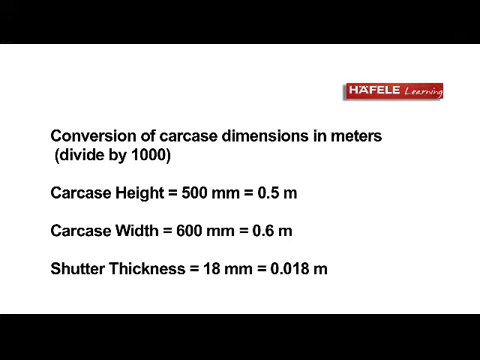 HÄFELE Learning
Conversion of carcase dimensions in meters
(divide by 1000)
Carcase Height = 500 mm = 0.5 m
Carcase Width = 600 mm = 0.6 m
Shutter Thickness = 18 mm = 0.018 m